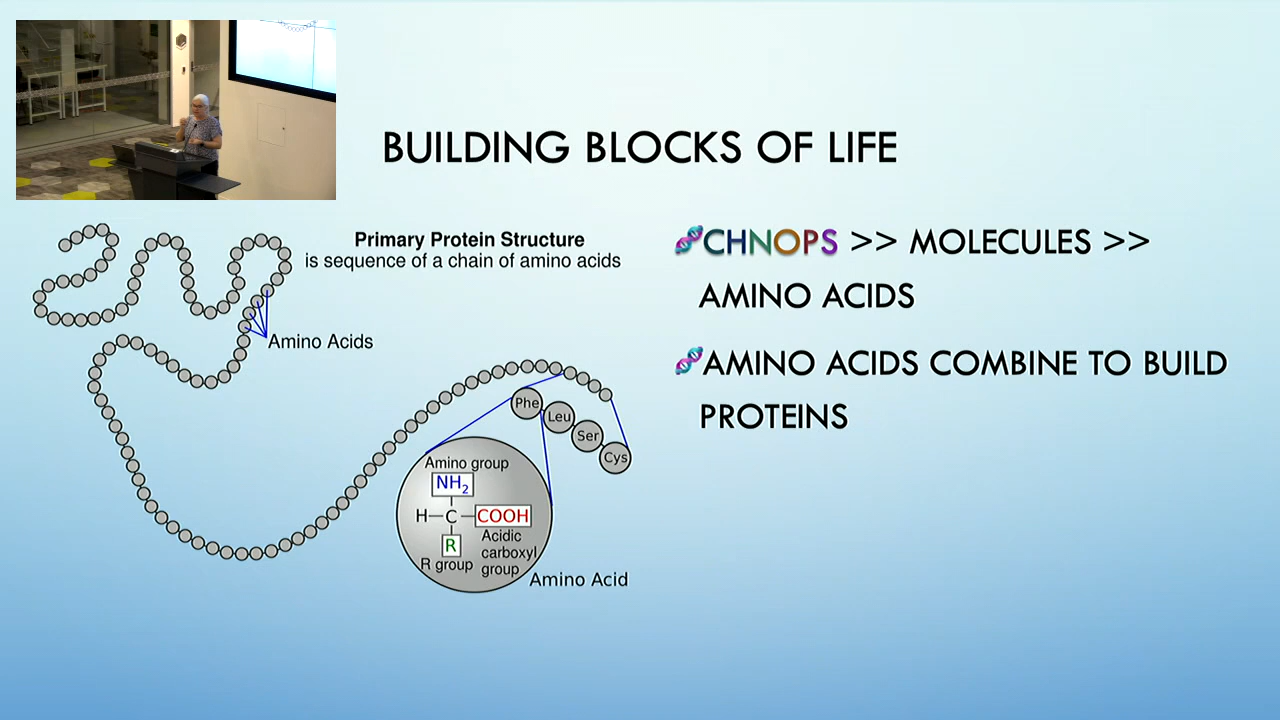 BUILDING BLOCKS OF LIFE
Primary Protein Structure
is sequence of a chain of amino acids
Amino Acids
Phe
Leu
Ser
Cys
Amino group
NH2
H C COOH
R
Acidic
carboxyl
group
R group
Amino Acid
CHNOPS >> MOLECULES >>
AMINO ACIDS
AMINO ACIDS COMBINE TO BUILD
PROTEINS